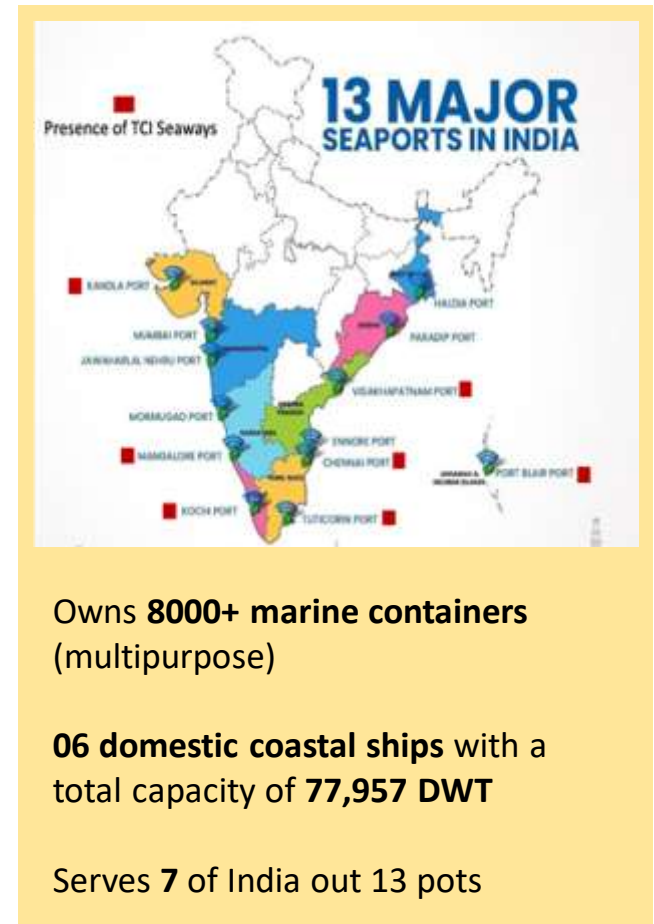 13 MAJOR
SEAPORTS IN INDIA
Presence of TCI Seaways
KANDLA PORT
GUJARAT
HALDIA PORT
MUMBAI PORT
PARADIP PORT
JAWAHARLAL NEHRU PORT
VISAKHAPATNAM PORT
MORMUGAO PORT
ENNORE PORT
MANGALORE PORT
CHENNAI PORT
PORT BLAIR PORT
KOCHI PORT
TUTICORIN PORT
Owns 8000+ marine containers
(multipurpose)
06 domestic coastal ships with a
total capacity of 77,957 DWT
Serves 7 of India out 13 pots